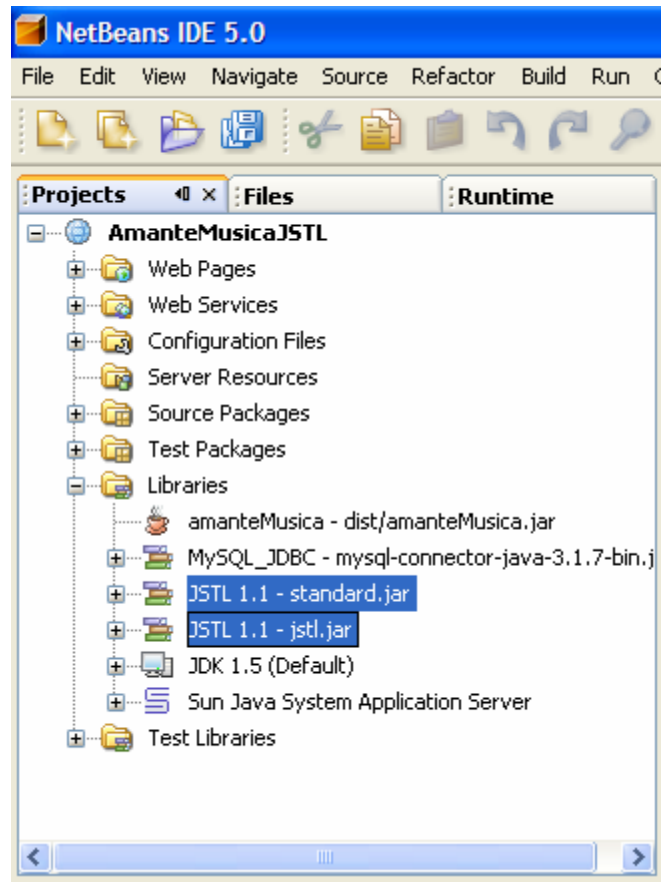 NetBeans IDE 5.0
File Edit View Navigate Source Refactor Build Run
Projects Files Runtime
AmanteMusicaJSTL
Web Pages
Web Services
Configuration Files
Server Resources
Source Packages
Test Packages
Libraries
amanteMusica - dist/amanteMusica.jar
MySQL_JDBC - mysql-connector-java-3.1.7-bin.j
JSTL 1.1 - standard.jar
JSTL 1.1 - jstl.jar
JDK 1.5 (Default)
Sun Java System Application Server
Test Libraries